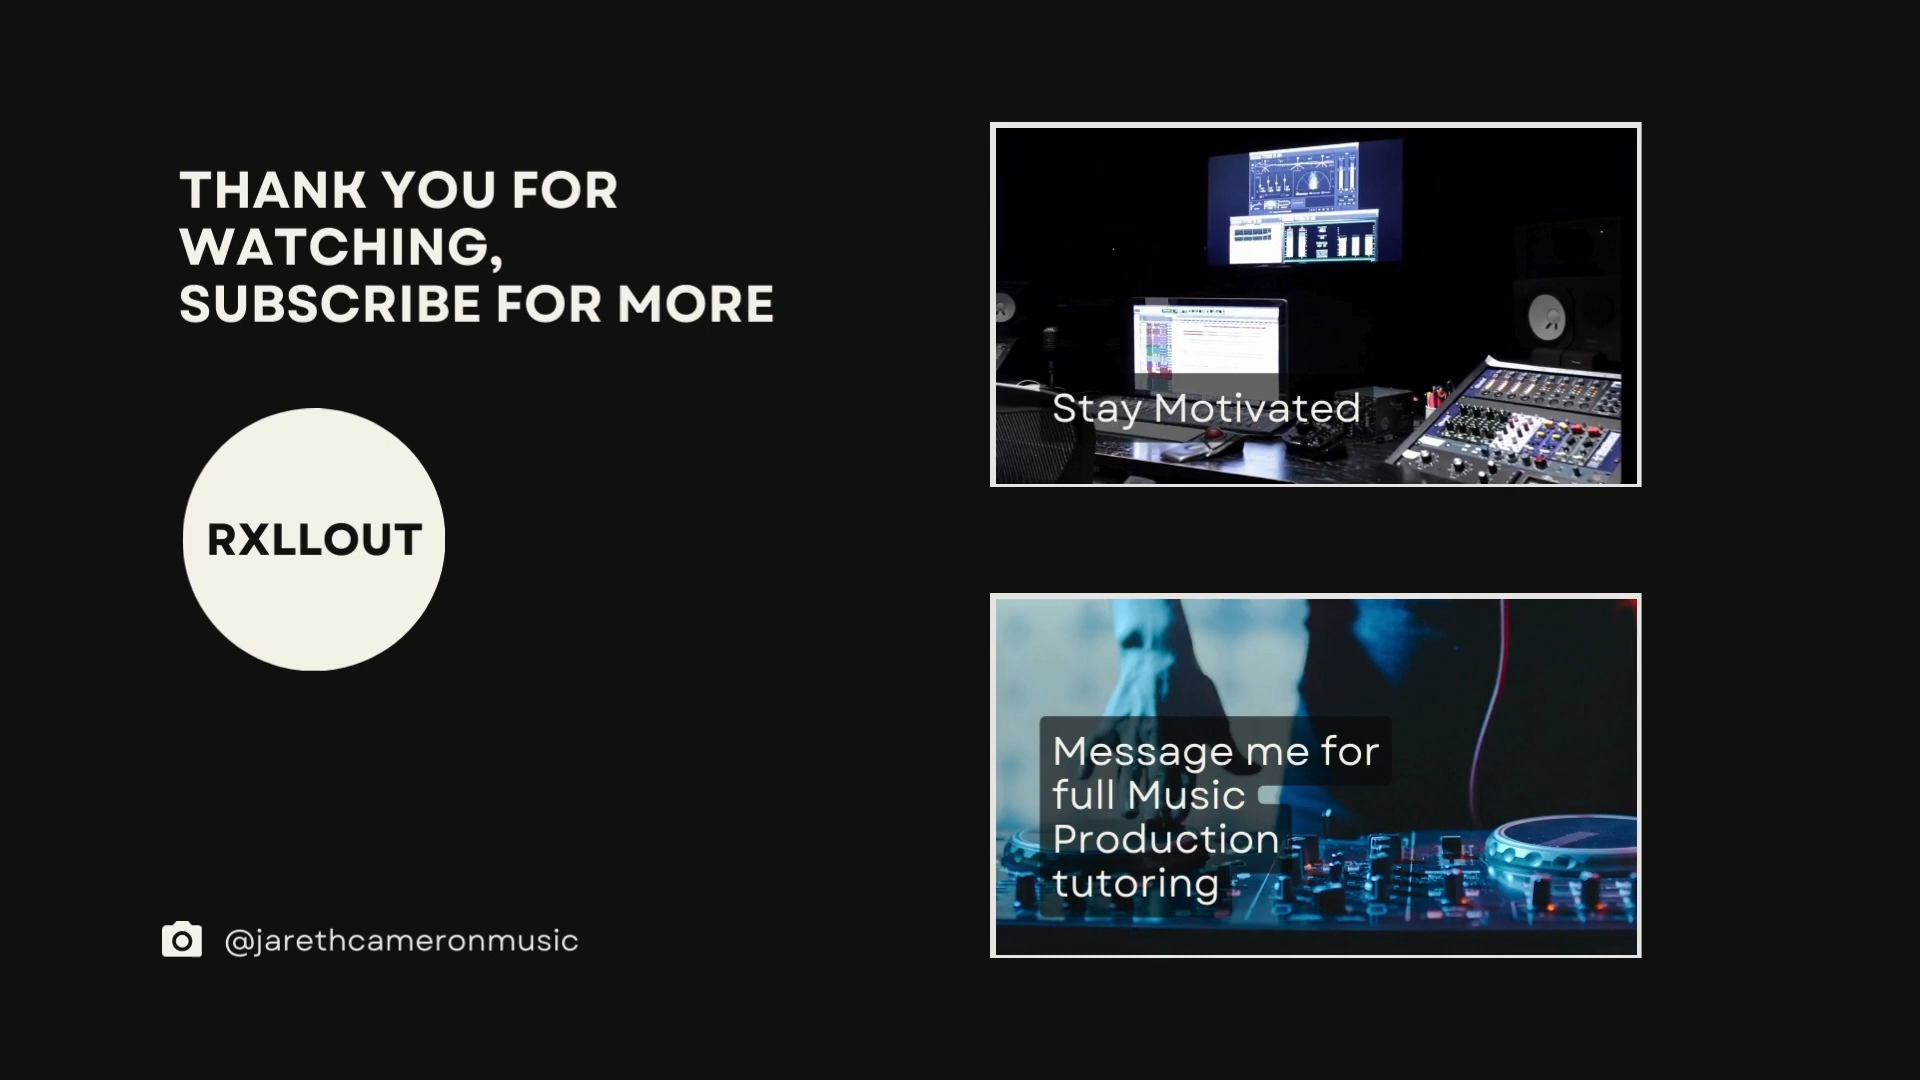 THANK YOU FOR
WATCHING,
SUBSCRIBE FOR MORE
RXLLOUT
@jarethcameronmusic
Stay Motivated
Message me for
full Music
Production
tutoring